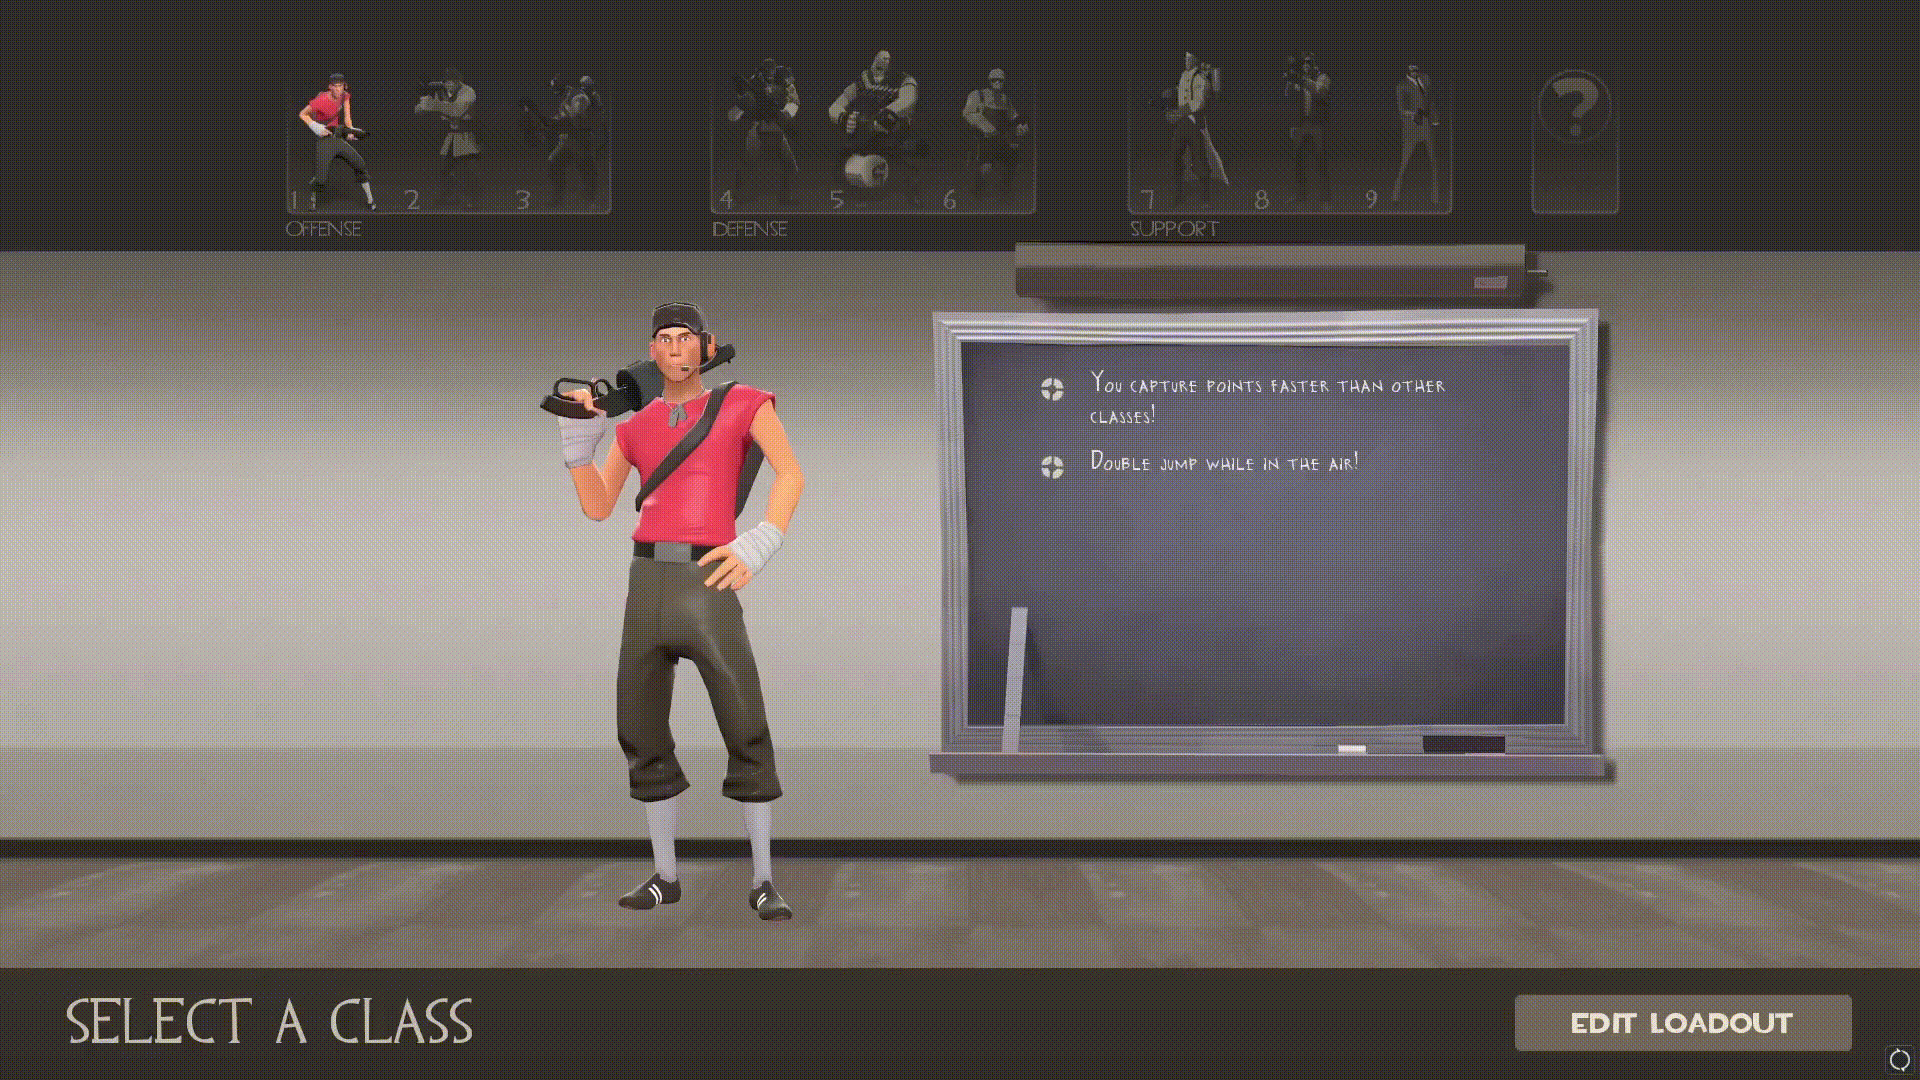 1 2 3 4 5 6 7 8 9 ?
OFFENSE DEFENSE SUPPORT
You capture points faster than other
classes!
Double jump while in the air!
SELECT A CLASS
EDIT LOADOUT